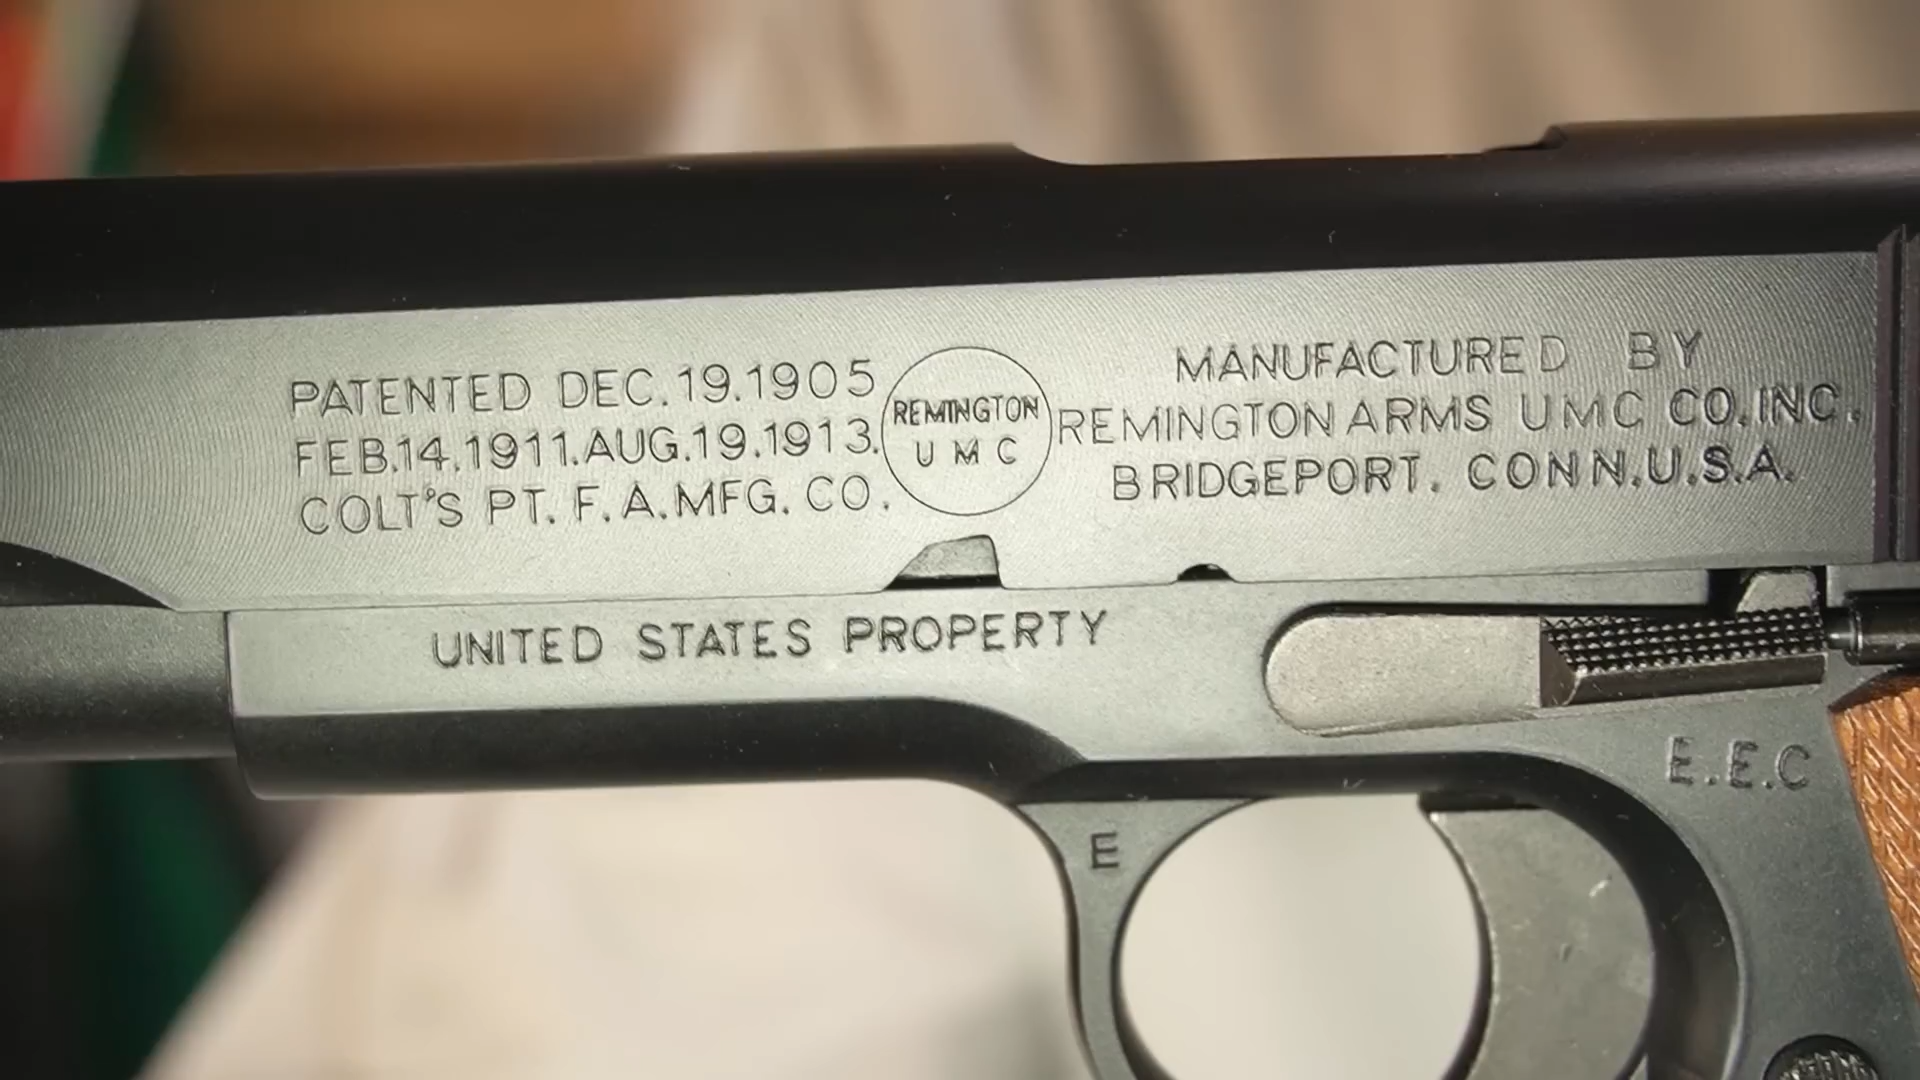 PATENTED DEC.19.1905
FEB.14.1911.AUG.19.1913.
COLT'S PT. F. A. MFG. CO.
REMINGTON
U M C
MANUFACTURED BY
REMINGTON ARMS U M C CO. INC.
BRIDGEPORT. CONN.U.S.A.
UNITED STATES PROPERTY
E.E.C
E